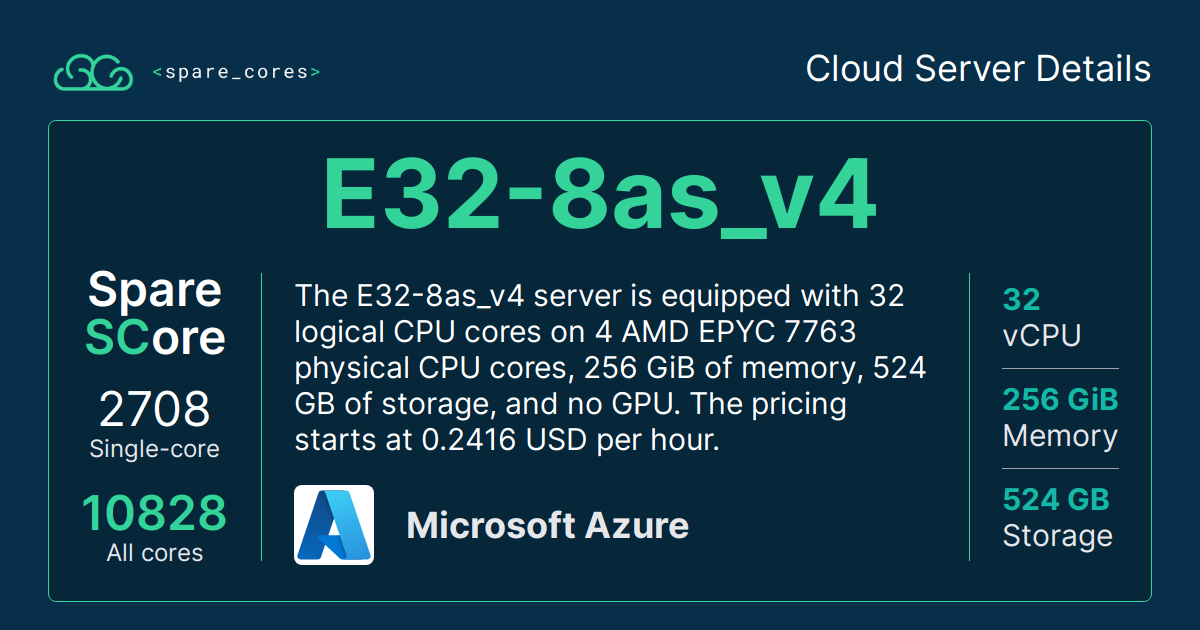 <spare_cores>
Cloud Server Details
E32-8as_v4
Spare
SCore
2708
Single-core
10828
All cores
The E32-8as_v4 server is equipped with 32
logical CPU cores on 4 AMD EPYC 7763
physical CPU cores, 256 GiB of memory, 524
GB of storage, and no GPU. The pricing
starts at 0.2416 USD per hour.
Microsoft Azure
32
vCPU
256 GiB
Memory
524 GB
Storage